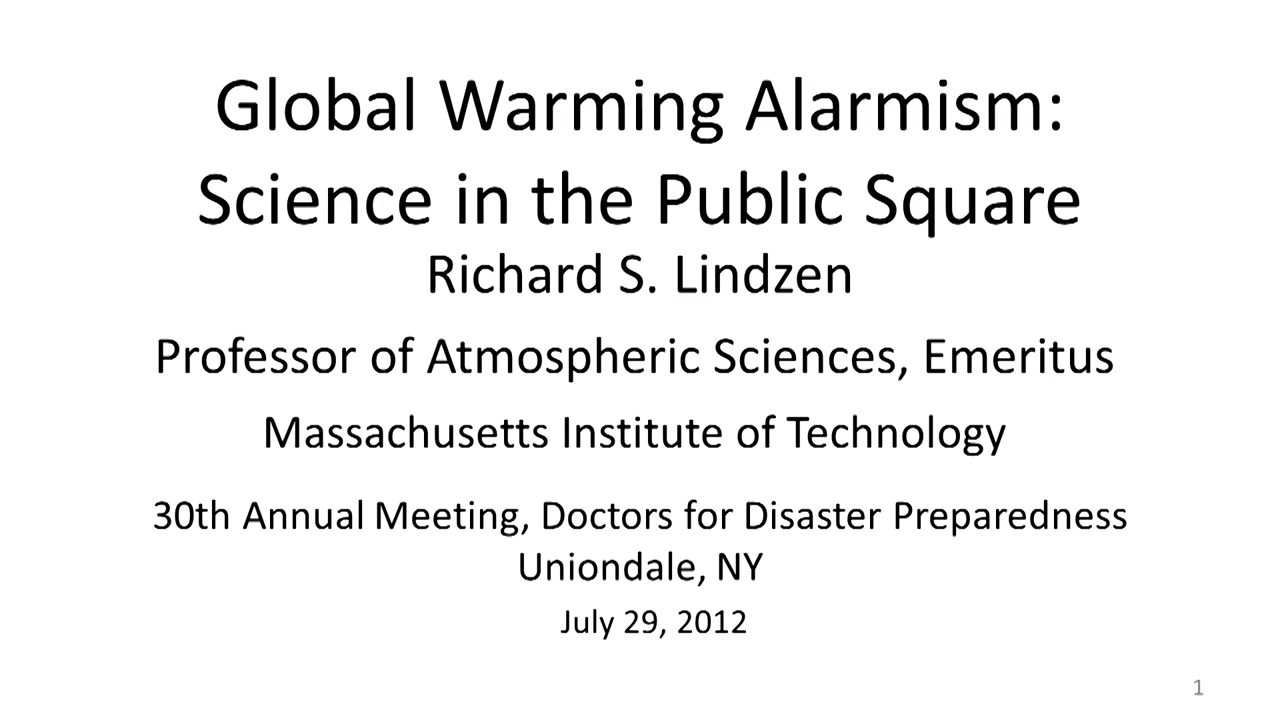 Global Warming Alarmism:
Science in the Public Square
Richard S. Lindzen
Professor of Atmospheric Sciences, Emeritus
Massachusetts Institute of Technology
30th Annual Meeting, Doctors for Disaster Preparedness
Uniondale, NY
July 29, 2012
1